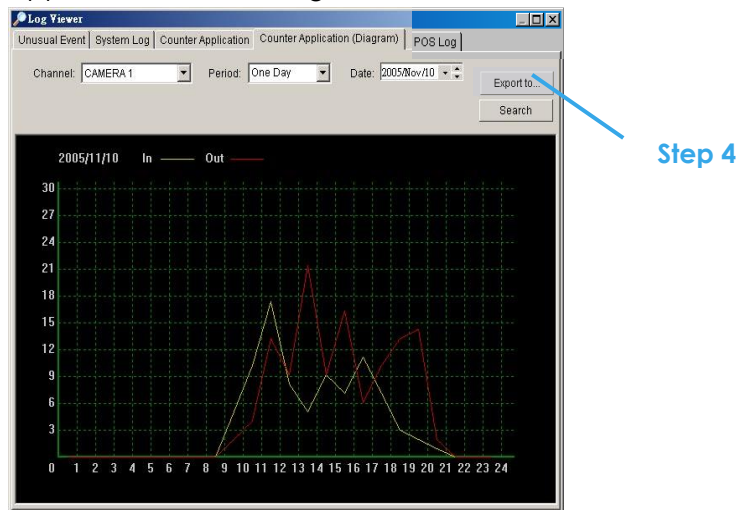 Log Viewer
Unusual Event System Log Counter Application Counter Application (Diagram) POS Log
Channel: CAMERA 1 Period: One Day Date: 2005/Nov/10 Export to...
Search
Step 4
2005/11/10 In Out
30
27
24
21
18
15
12
9
6
3
0 1 2 3 4 5 6 7 8 9 10 11 12 13 14 15 16 17 18 19 20 21 22 23 24